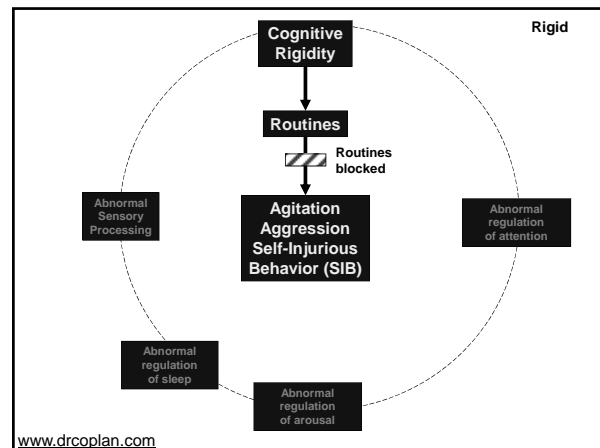 Rigid
Cognitive
Rigidity
Routines
Routines
blocked
Agitation
Aggression
Self-Injurious
Behavior (SIB)
Abnormal
Sensory
Processing
Abnormal
regulation
of attention
Abnormal
regulation
of sleep
Abnormal
regulation
of arousal
www.drcoplan.com